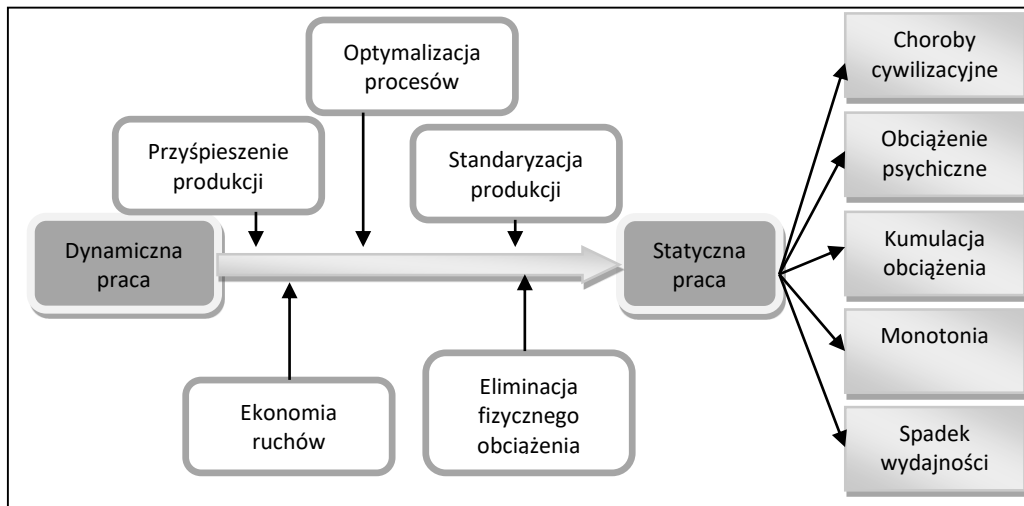 Optymalizacja
procesów
Przyśpieszenie
produkcji
Standaryzacja
produkcji
Dynamiczna
praca
Statyczna
praca
Ekonomia
ruchów
Eliminacja
fizycznego
obciążenia
Choroby
cywilizacyjne
Obciążenie
psychiczne
Kumulacja
obciążenia
Monotonia
Spadek
wydajności